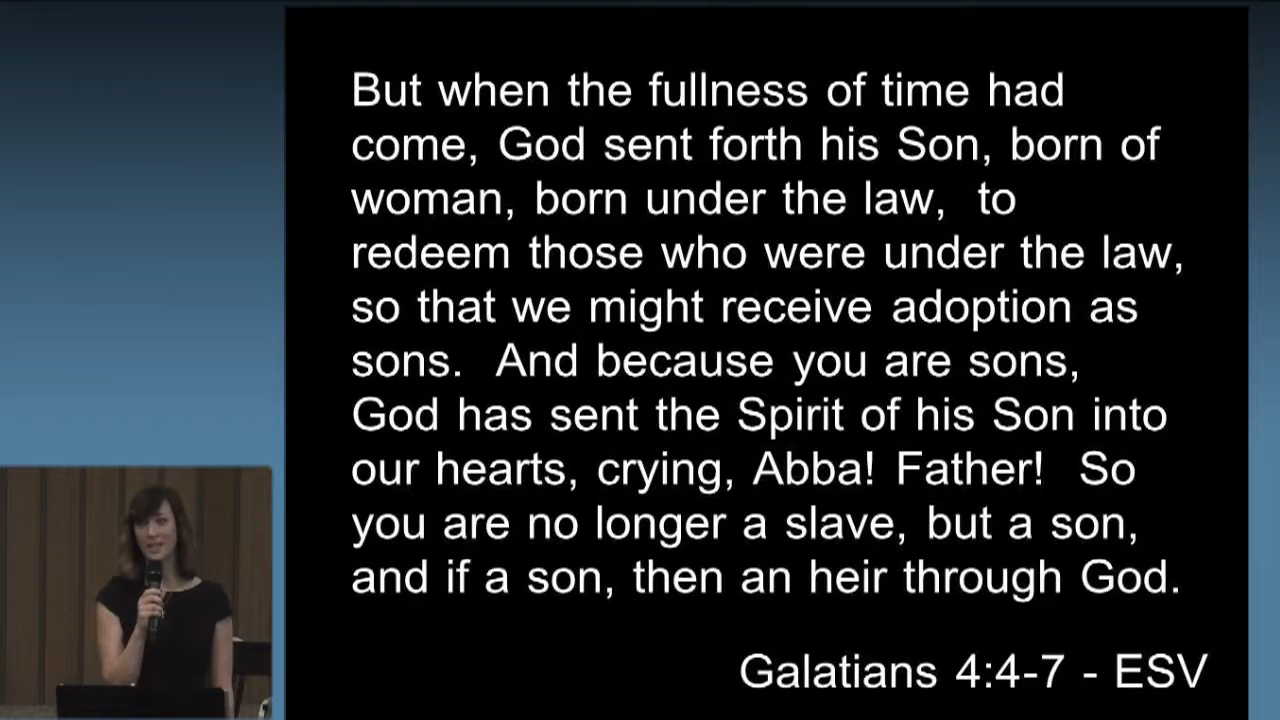 But when the fullness of time had
come, God sent forth his Son, born of
woman, born under the law,  to
redeem those who were under the law,
so that we might receive adoption as
sons.  And because you are sons,
God has sent the Spirit of his Son into
our hearts, crying, Abba! Father!  So
you are no longer a slave, but a son,
and if a son, then an heir through God.
Galatians 4:4-7 - ESV